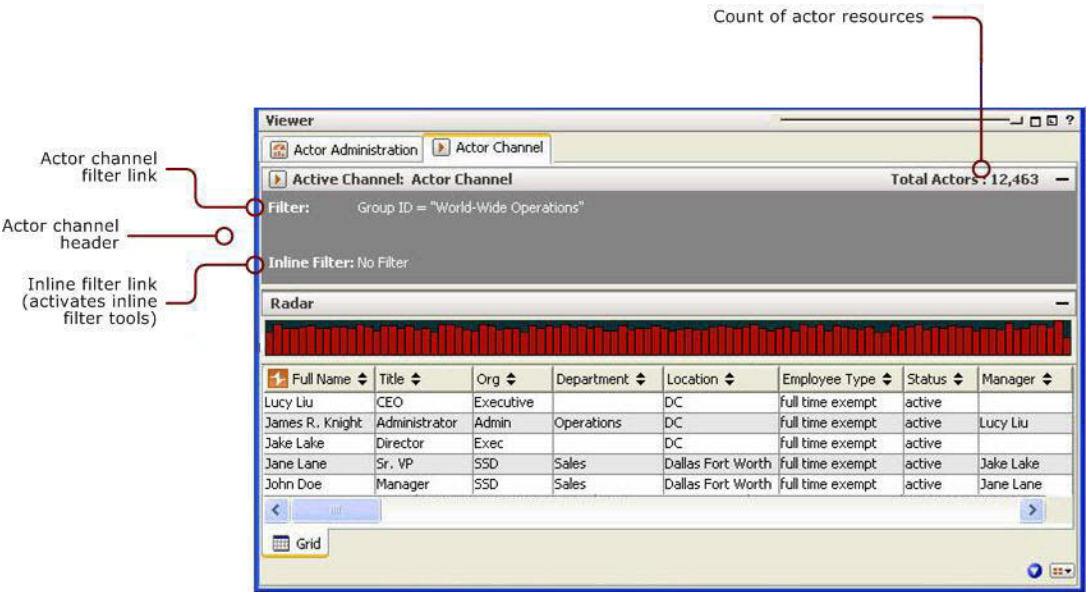 Count of actor resources
Viewer
Actor Administration Actor Channel
Actor channel
filter link
Active Channel: Actor Channel Total Actors : 12,463
Filter: Group ID = "World-Wide Operations"
Actor channel
header
Inline Filter: No Filter
Inline filter link
(activates inline
filter tools)
Radar
Full Name Title Org Department Location Employee Type Status Manager
Lucy Liu CEO Executive DC full time exempt active
James R. Knight Administrator Admin Operations DC full time exempt active Lucy Liu
Jake Lake Director Exec DC full time exempt active
Jane Lane Sr. VP SSD Sales Dallas Fort Worth full time exempt active Jake Lake
John Doe Manager SSD Sales Dallas Fort Worth full time exempt active Jane Lane
Grid